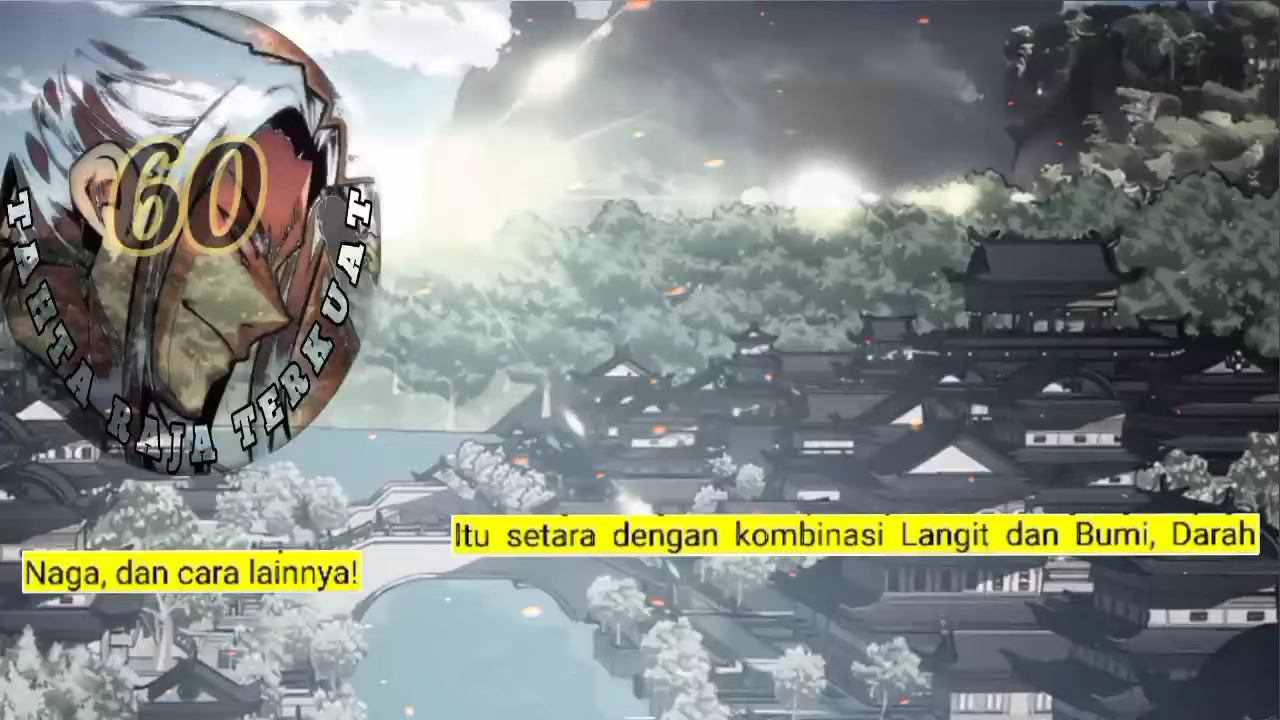 60
TAHTA RAJA TERKUAT
Itu setara dengan kombinasi Langit dan Bumi, Darah
Naga, dan cara lainnya!